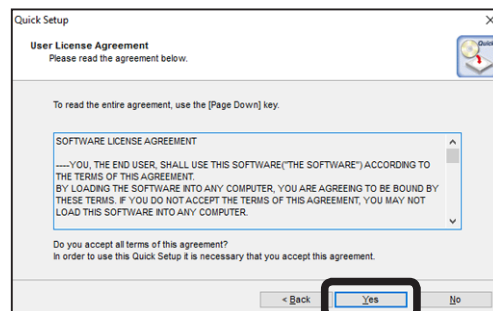 Quick Setup
User License Agreement
Please read the agreement below.
Quick
To read the entire agreement, use the [Page Down] key.
SOFTWARE LICENSE AGREEMENT
----YOU, THE END USER, SHALL USE THIS SOFTWARE("THE SOFTWARE") ACCORDING TO
THE TERMS OF THIS AGREEMENT.
BY LOADING THE SOFTWARE INTO ANY COMPUTER, YOU ARE AGREEING TO BE BOUND BY
THESE TERMS. IF YOU DO NOT ACCEPT THE TERMS OF THIS AGREEMENT, YOU MAY NOT
LOAD THIS SOFTWARE INTO ANY COMPUTER.
Do you accept all terms of this agreement?
In order to use this Quick Setup it is necessary that you accept this agreement.
< Back Yes No